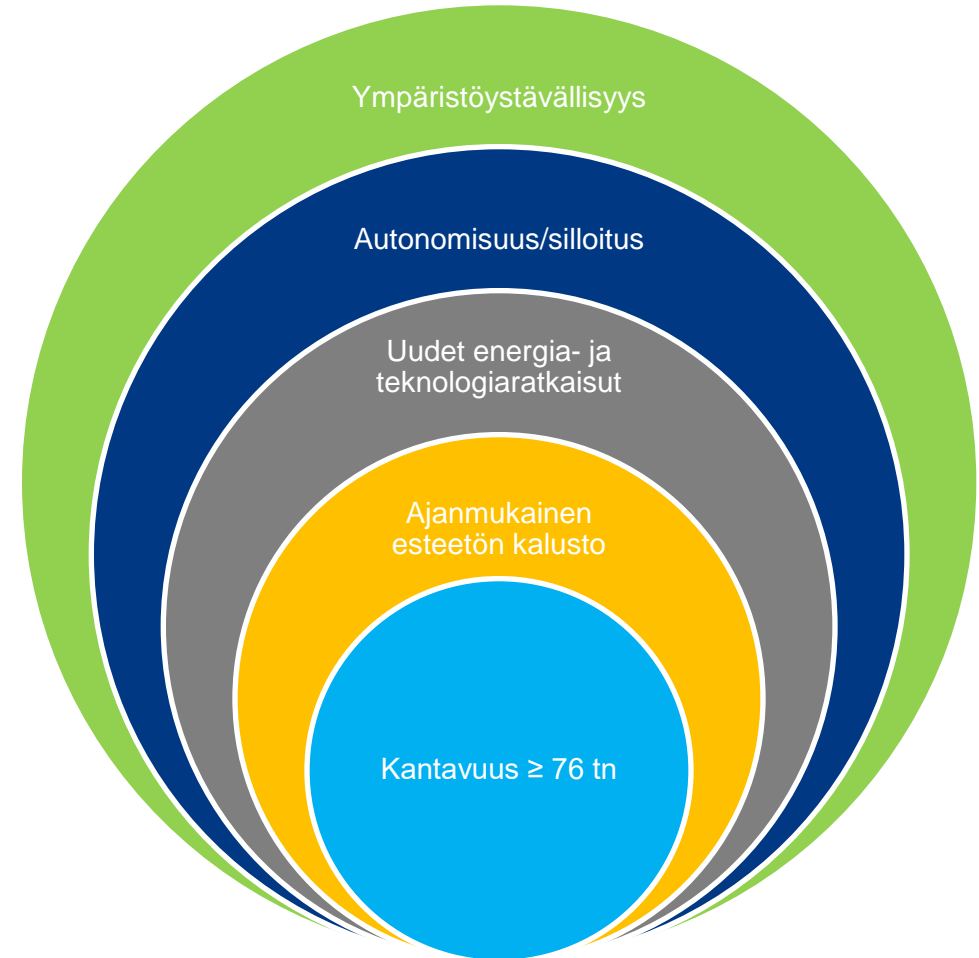 Ympäristöystävällisyys
Autonomisuus/silloitus
Uudet energia- ja
teknologiaratkaisut
Ajanmukainen
esteetön kalusto
Kantavuus ≥ 76 tn